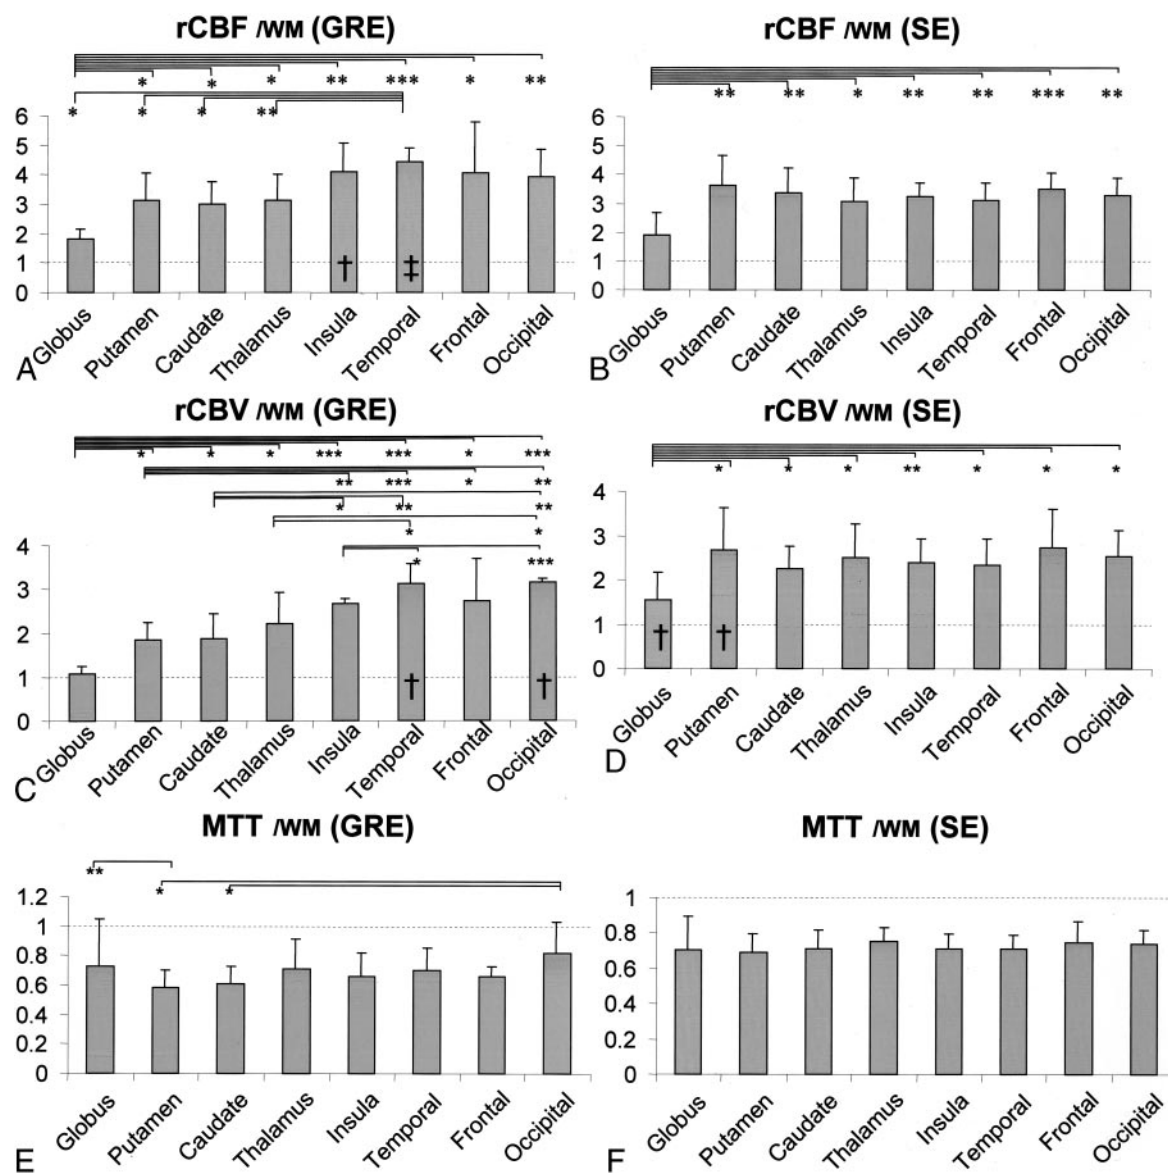 rCBF /WM (GRE)
* * * ** *** * **
* * * **
6
5
4
3
2
1
0
† ‡
Globus Putamen Caudate Thalamus Insula Temporal Frontal Occipital
A
rCBF /WM (SE)
** ** * ** ** *** **
6
5
4
3
2
1
0
Globus Putamen Caudate Thalamus Insula Temporal Frontal Occipital
B
rCBV /WM (GRE)
* * * *** *** * ***
** *** * **
* ** **
* *
* ***
4
3
2
1
0
† †
Globus Putamen Caudate Thalamus Insula Temporal Frontal Occipital
C
rCBV /WM (SE)
* * * ** * * *
4
3
2
1
0
† †
Globus Putamen Caudate Thalamus Insula Temporal Frontal Occipital
D
MTT /WM (GRE)
**
* *
1.2
1
0.8
0.6
0.4
0.2
0
Globus Putamen Caudate Thalamus Insula Temporal Frontal Occipital
E
MTT /WM (SE)
1
0.8
0.6
0.4
0.2
0
Globus Putamen Caudate Thalamus Insula Temporal Frontal Occipital
F